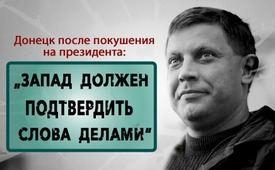 Донецк после покушения
на президента:
„ЗАПАД ДОЛЖЕН
ПОДТВЕРДИТЬ
СЛОВА ДЕЛАМИ“